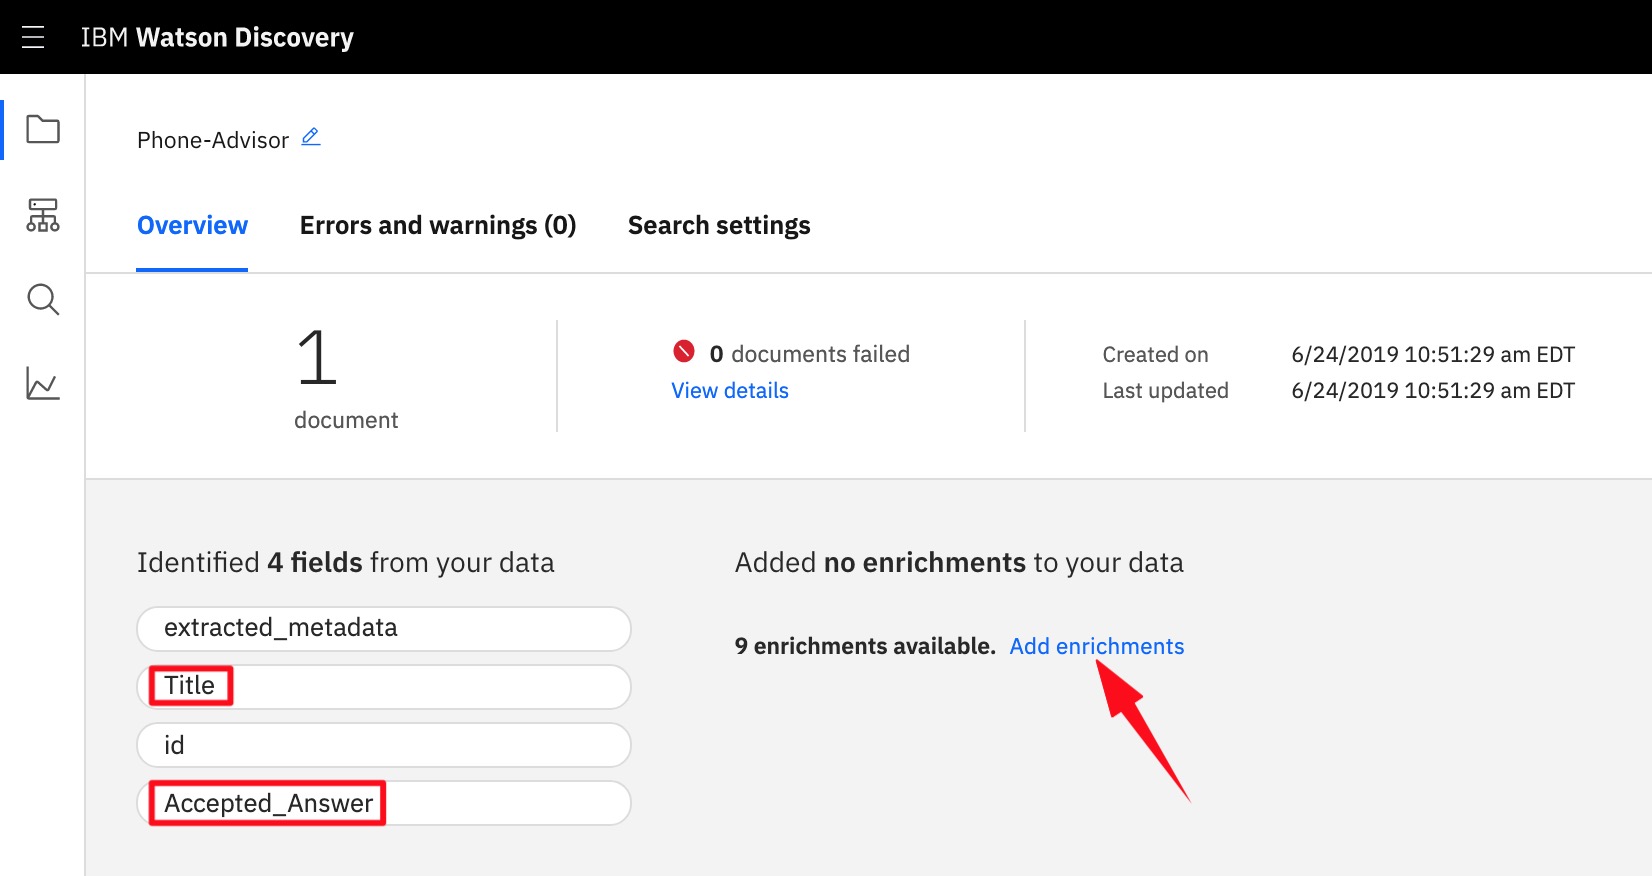 IBM Watson Discovery
Phone-Advisor
Overview Errors and warnings (0) Search settings
1
document
0 documents failed
View details
Created on 6/24/2019 10:51:29 am EDT
Last updated 6/24/2019 10:51:29 am EDT
Identified 4 fields from your data
extracted_metadata
Title
id
Accepted_Answer
Added no enrichments to your data
9 enrichments available. Add enrichments